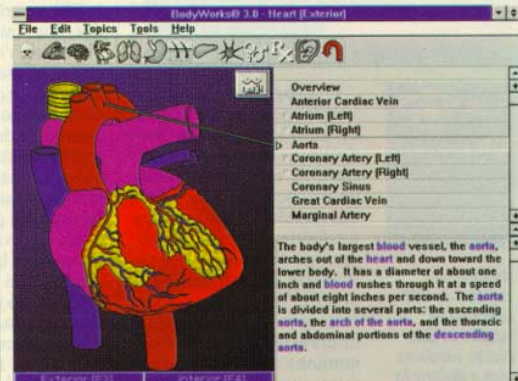 BodyWorks® 3.0 - Heart (Exterior)
File Edit Topics Tools Help
Overview
Anterior Cardiac Vein
Atrium (Left)
Atrium (Right)
Aorta
Coronary Artery (Left)
Coronary Artery (Right)
Coronary Sinus
Great Cardiac Vein
Marginal Artery
The body's largest blood vessel, the aorta,
arches out of the heart and down toward the
lower body. It has a diameter of about one
inch and blood rushes through it at a speed
of about eight inches per second. The aorta
is divided into several parts: the ascending
aorta, the arch of the aorta, and the thoracic
and abdominal portions of the descending
aorta.
Exterior [F3] Interior [F4]